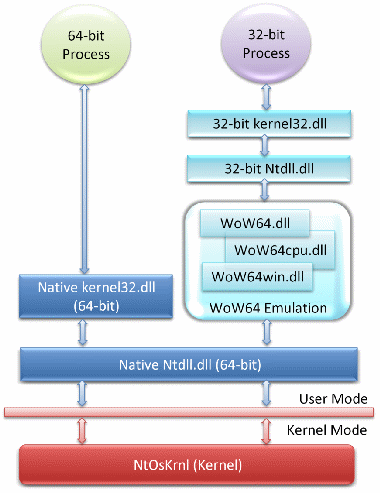 64-bit
Process
32-bit
Process
32-bit kernel32.dll
32-bit Ntdll.dll
WoW64.dll
WoW64cpu.dll
WoW64win.dll
WoW64 Emulation
Native kernel32.dll
(64-bit)
Native Ntdll.dll (64-bit)
User Mode
Kernel Mode
NtOsKrnl (Kernel)